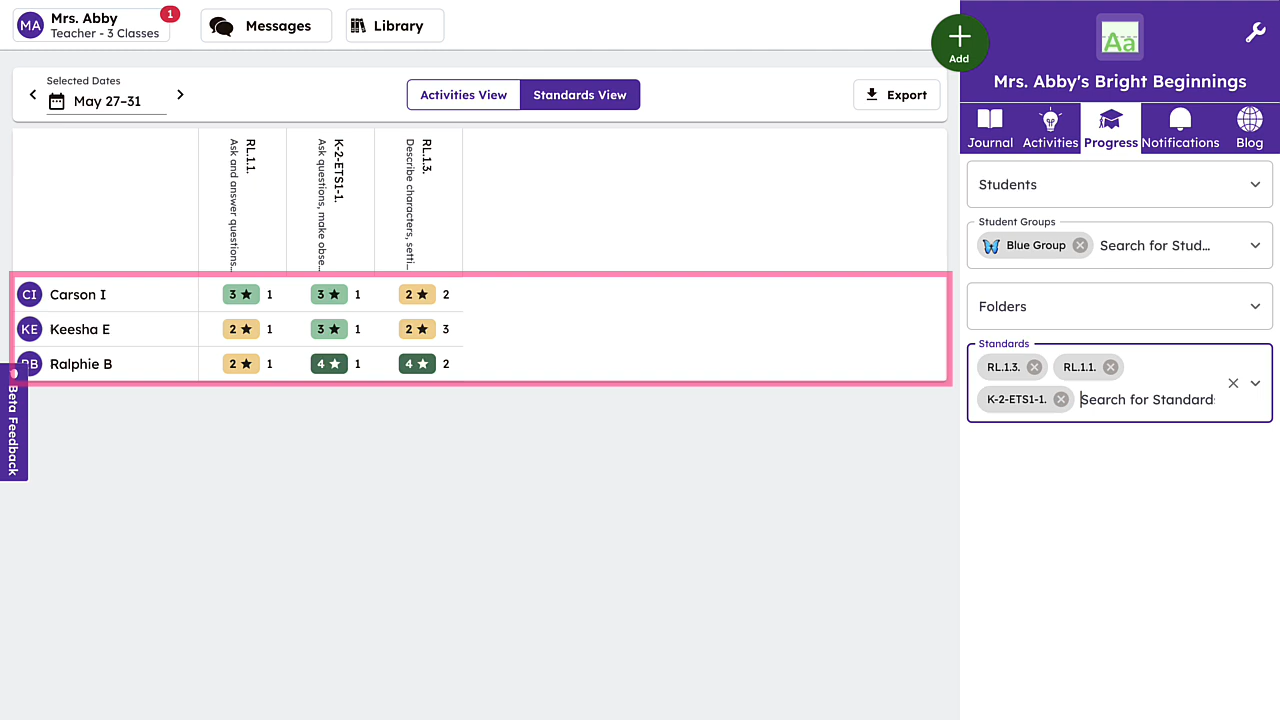 MA
Mrs. Abby
Teacher - 3 Classes
1
Messages
Library
Add
Aa
Mrs. Abby's Bright Beginnings
Journal
Activities
Progress
Notifications
Blog
Selected Dates
May 27–31
Activities View
Standards View
Export
RL.1.1.
Ask and answer questions...
K-2-ETS1-1.
Ask questions, make obse...
RL.1.3.
Describe characters, setti...
CI Carson I 3 1 3 1 2 2
KE Keesha E 2 1 3 1 2 3
RB Ralphie B 2 1 4 1 4 2
Beta Feedback
Students
Student Groups
Blue Group Search for Stud...
Folders
Standards
RL.1.3. RL.1.1.
K-2-ETS1-1. Search for Standard